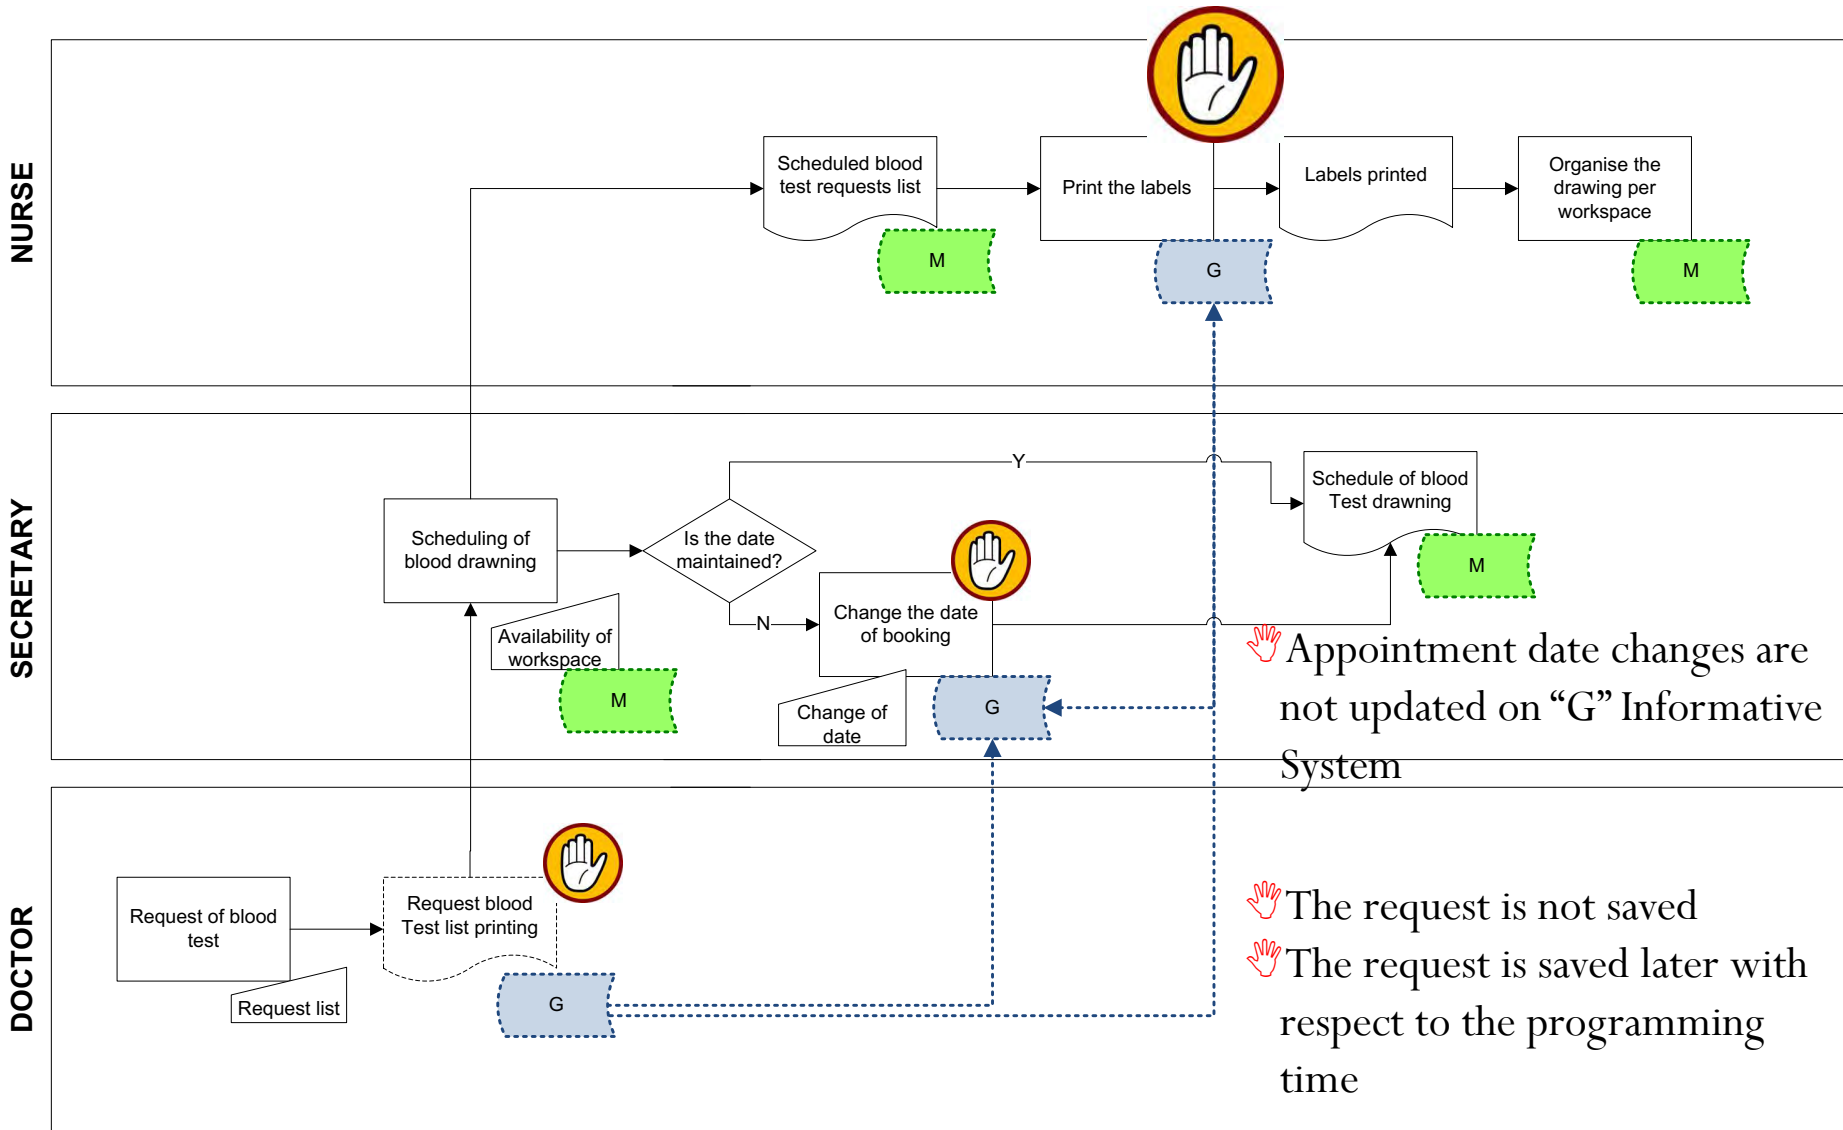 NURSE
Scheduled blood
test requests list
M
Print the labels
G
Labels printed
Organise the
drawing per
workspace
M
SECRETARY
Scheduling of
blood drawning
Availability of
workspace
M
Is the date
maintained?
Y
N
Change the date
of booking
Change of
date
G
Schedule of blood
Test drawning
M
Appointment date changes are
not updated on “G” Informative
System
DOCTOR
Request of blood
test
Request list
Request blood
Test list printing
G
The request is not saved
The request is saved later with
respect to the programming
time